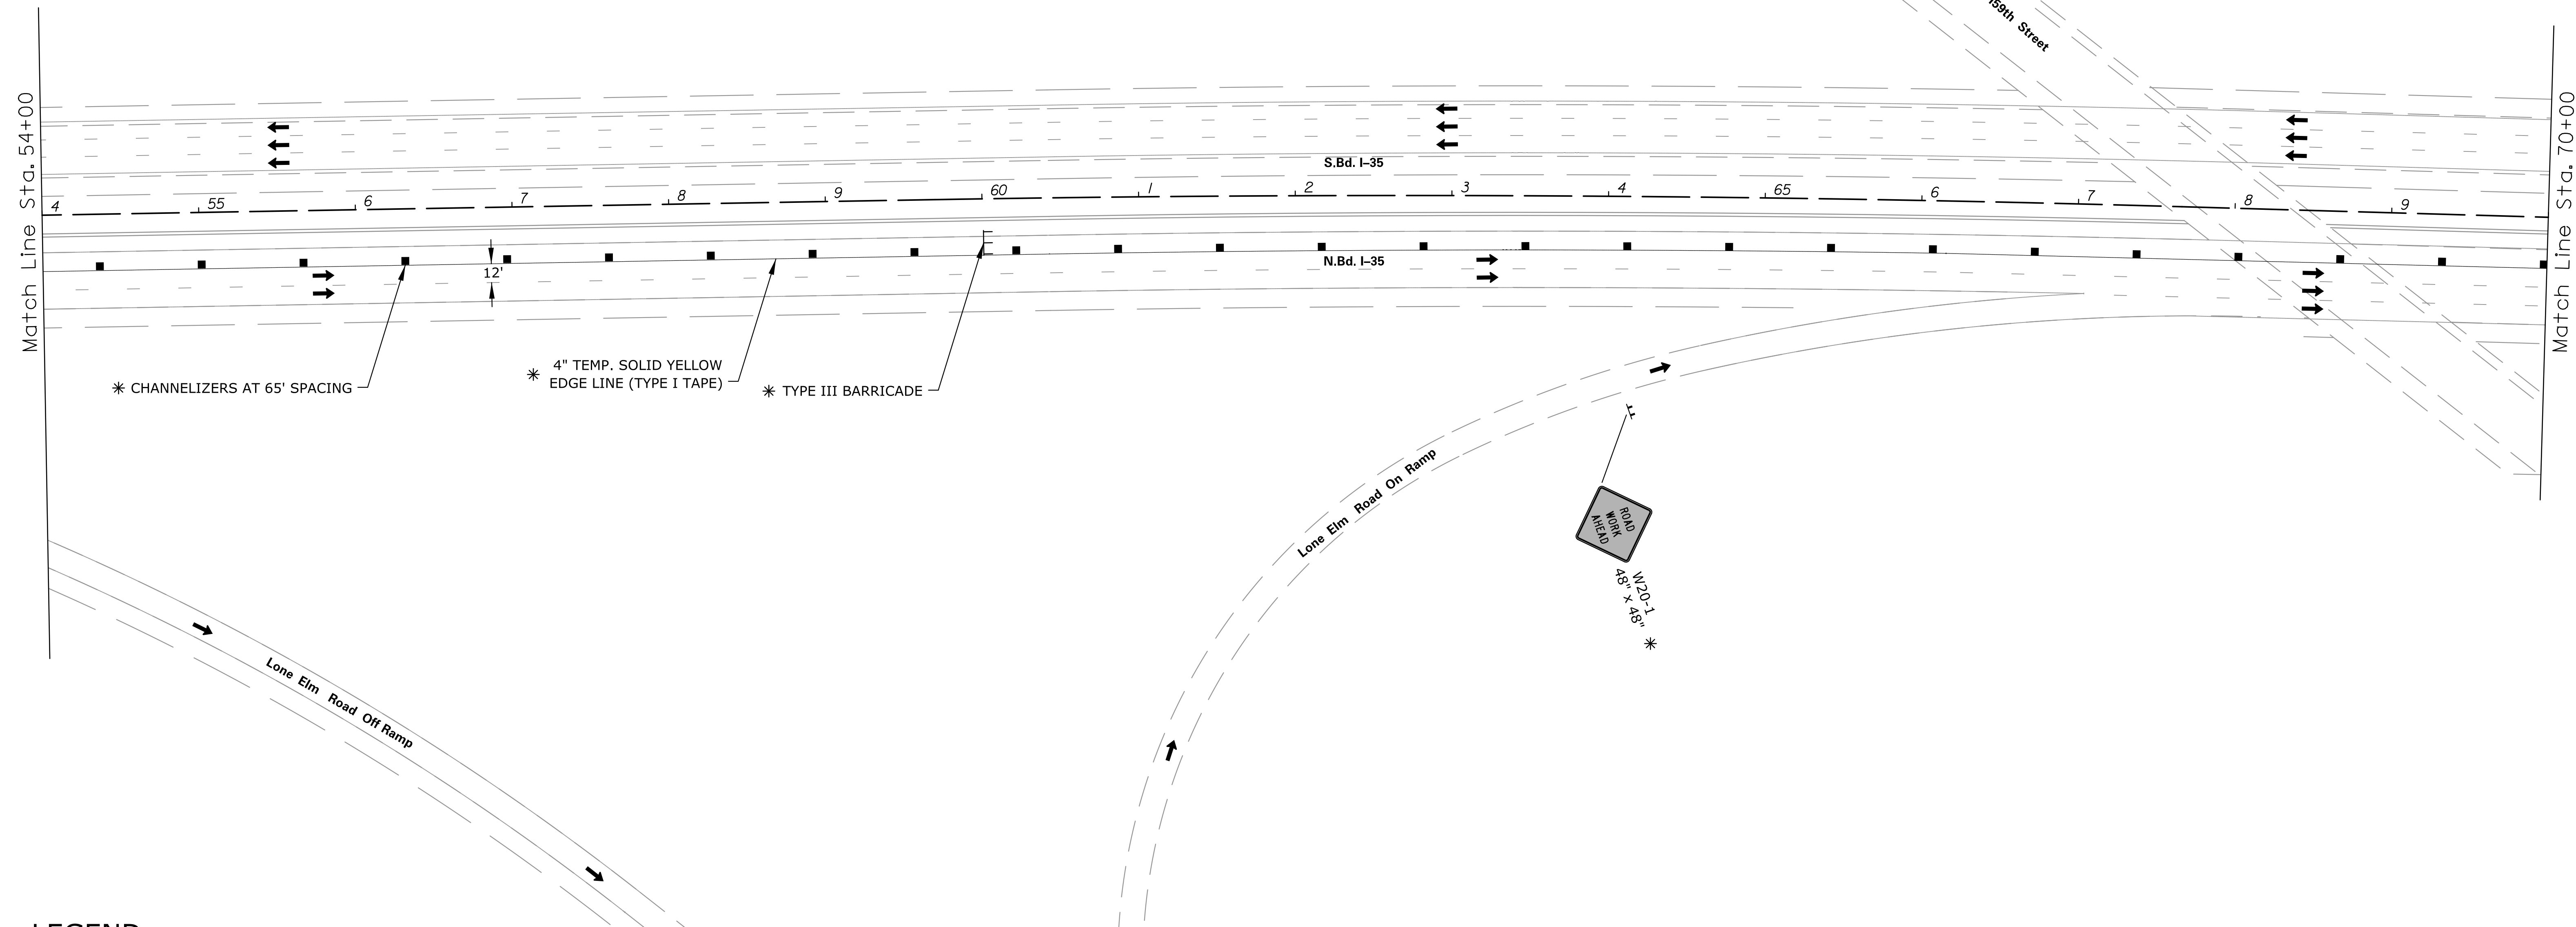 159th Street
Match Line Sta. 54+00
Match Line Sta. 70+00
S.Bd. I-35
4 55 6 7 8 9 60 1 2 3 4 65 6 7 8 9
N.Bd. I-35
12'
✳ CHANNELIZERS AT 65' SPACING
✳ 4" TEMP. SOLID YELLOW
EDGE LINE (TYPE I TAPE)
✳ TYPE III BARRICADE
Lone Elm Road On Ramp
ROAD
WORK
AHEAD
W20-1
48" x 48" ✳
Lone Elm Road Off Ramp
LEGEND